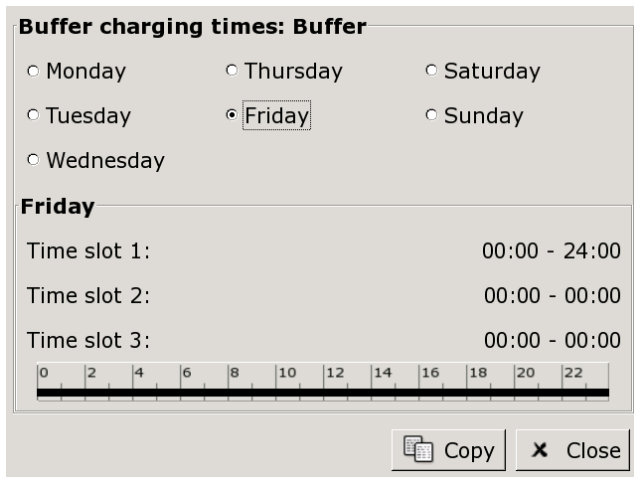 Buffer charging times: Buffer
Monday Thursday Saturday
Tuesday Friday Sunday
Wednesday
Friday
Time slot 1: 00:00 - 24:00
Time slot 2: 00:00 - 00:00
Time slot 3: 00:00 - 00:00
0 2 4 6 8 10 12 14 16 18 20 22
Copy Close